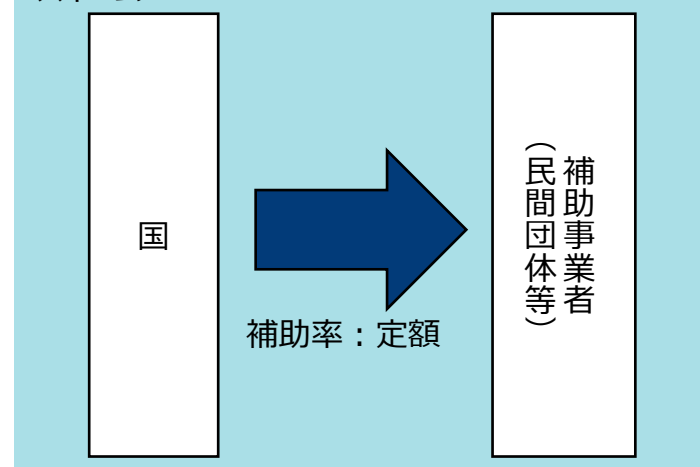 国
補助率：定額
補助事業者
（民間団体等）